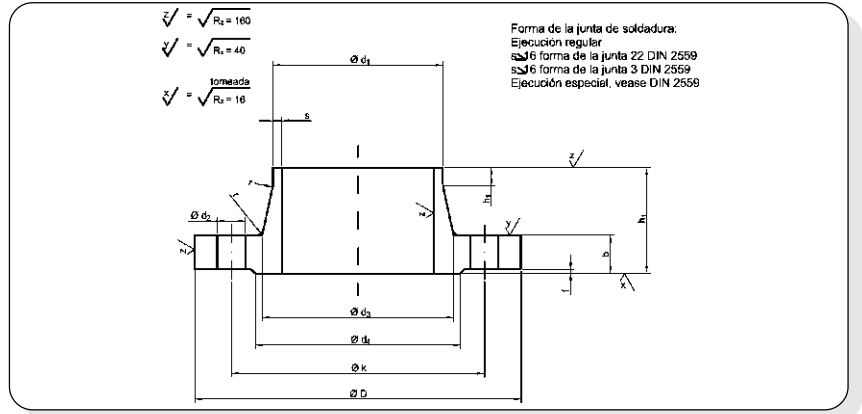 z = √ Rz = 160
y = √ Rz = 40
x = √ torneada Rz = 16
Forma de la junta de soldadura:
Ejecución regular
s 16 forma de la junta 22 DIN 2559
s 16 forma de la junta 3 DIN 2559
Ejecución especial, vease DIN 2559
Ø d₁
s
z
r
h₂
h₁
r
Ø d₂
z
z
y
b
f
x
Ø d₃
Ø d₄
Ø k
Ø D